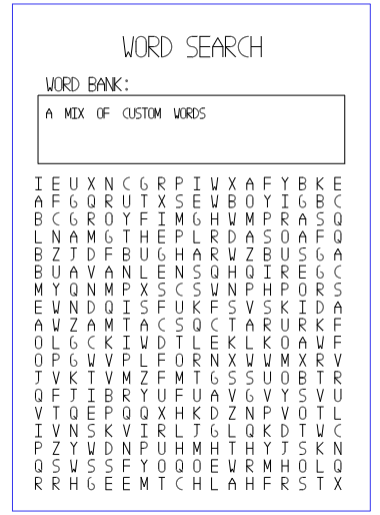 WORD SEARCH
WORD BANK:
A MIX OF CUSTOM WORDS
I E U X N C G R P I W X A F Y B K E
A F G Q R U T X S E W B O Y I G B C
B C G R O Y F I M G H W M P R A S Q
L N A M G T H E P L R D A S O A F Q
B Z J D F B U G H A R W Z B U S G A
B U A V A N L E N S Q H Q I R E G C
M Y Q N M P X S C S W N P H P O R S
E W N D Q I S F U K F S V S K I D A
A W Z A M T A C S Q C T A R U R K F
O L G C K I W D T L E K L K O A W F
O P G W V P L F O R N X W W M X R V
J V K T V M Z F M T G S S U O B T R
Q F J I B R Y U F U A V G V Y S V U
V T Q E P Q Q X H K D Z N P V O T L
I V N S K V I R L J G L Q K D T W C
P Z Y W D N P U H M H T H Y J S K N
Q S W S S F Y O Q O E W R M H O L Q
R R H G E E M T C H L A H F R S T X